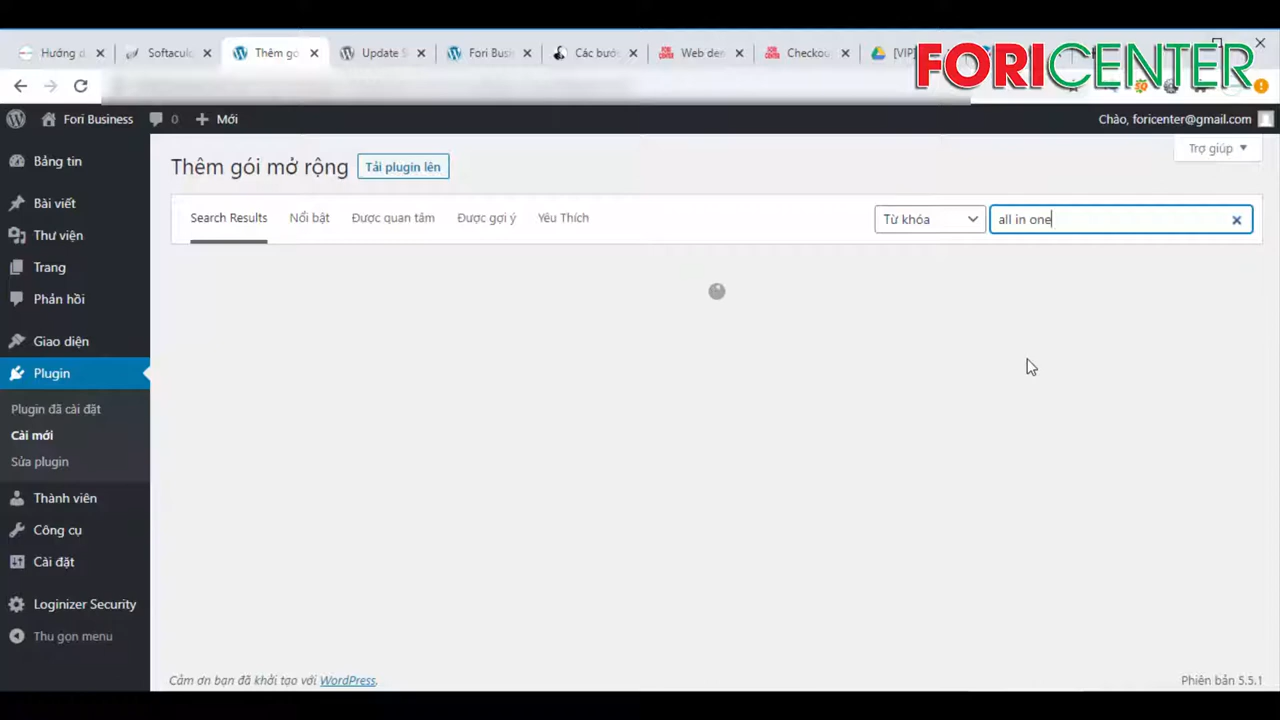 Hướng d
Softacul
Thêm gó
Update S
Fori Busin
Các bướ
Web den
Checkou
[VIP]
FORICENTER
Fori Business
0
Mới
Chào, foricenter@gmail.com
Bảng tin
Bài viết
Thư viện
Trang
Phản hồi
Giao diện
Plugin
Plugin đã cài đặt
Cài mới
Sửa plugin
Thành viên
Công cụ
Cài đặt
Loginizer Security
Thu gọn menu
Trợ giúp
Thêm gói mở rộng
Tải plugin lên
Search Results
Nổi bật
Được quan tâm
Được gợi ý
Yêu Thích
Từ khóa
all in one
Cảm ơn bạn đã khởi tạo với WordPress.
Phiên bản 5.5.1